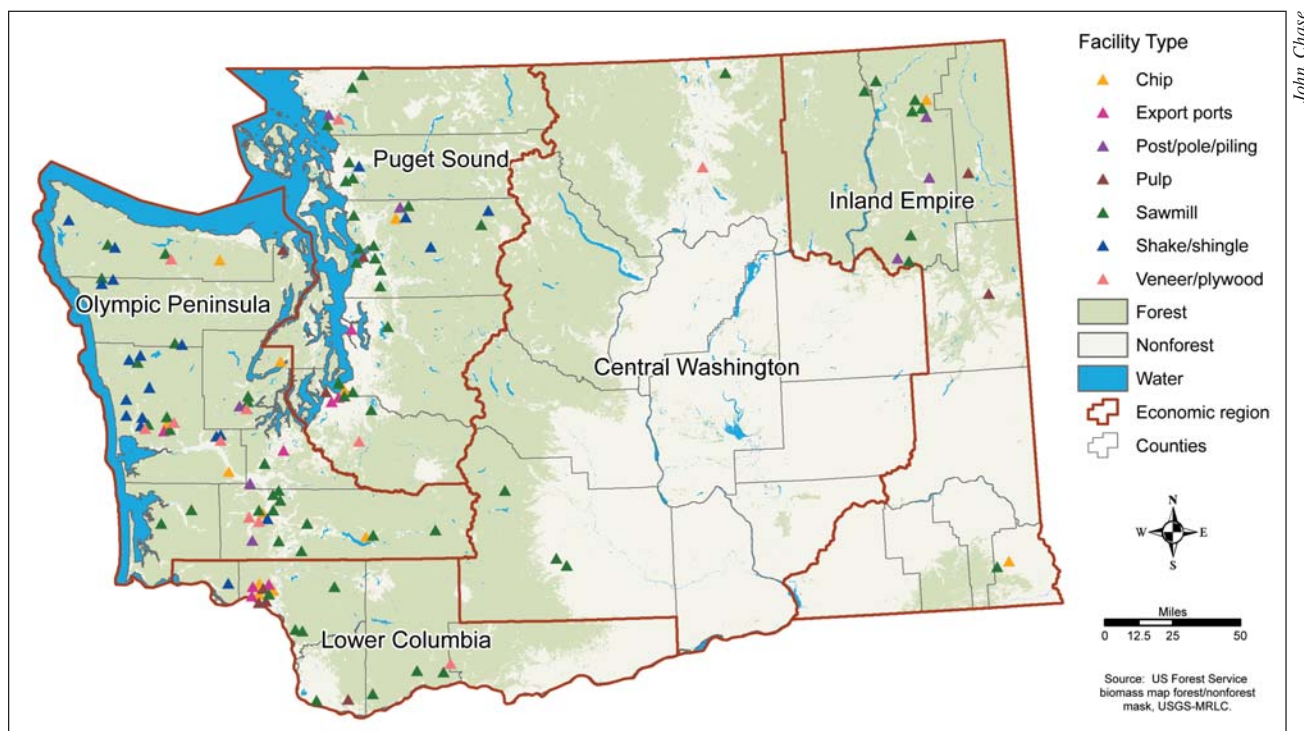 John Chase
Facility Type
Chip
Export ports
Post/pole/piling
Pulp
Sawmill
Shake/shingle
Veneer/plywood
Forest
Nonforest
Water
Economic region
Counties
Puget Sound
Inland Empire
Olympic Peninsula
Central Washington
Lower Columbia
N
W E
S
Miles
0 12.5 25 50
Source: US Forest Service
biomass map forest/nonforest
mask, USGS-MRLC.